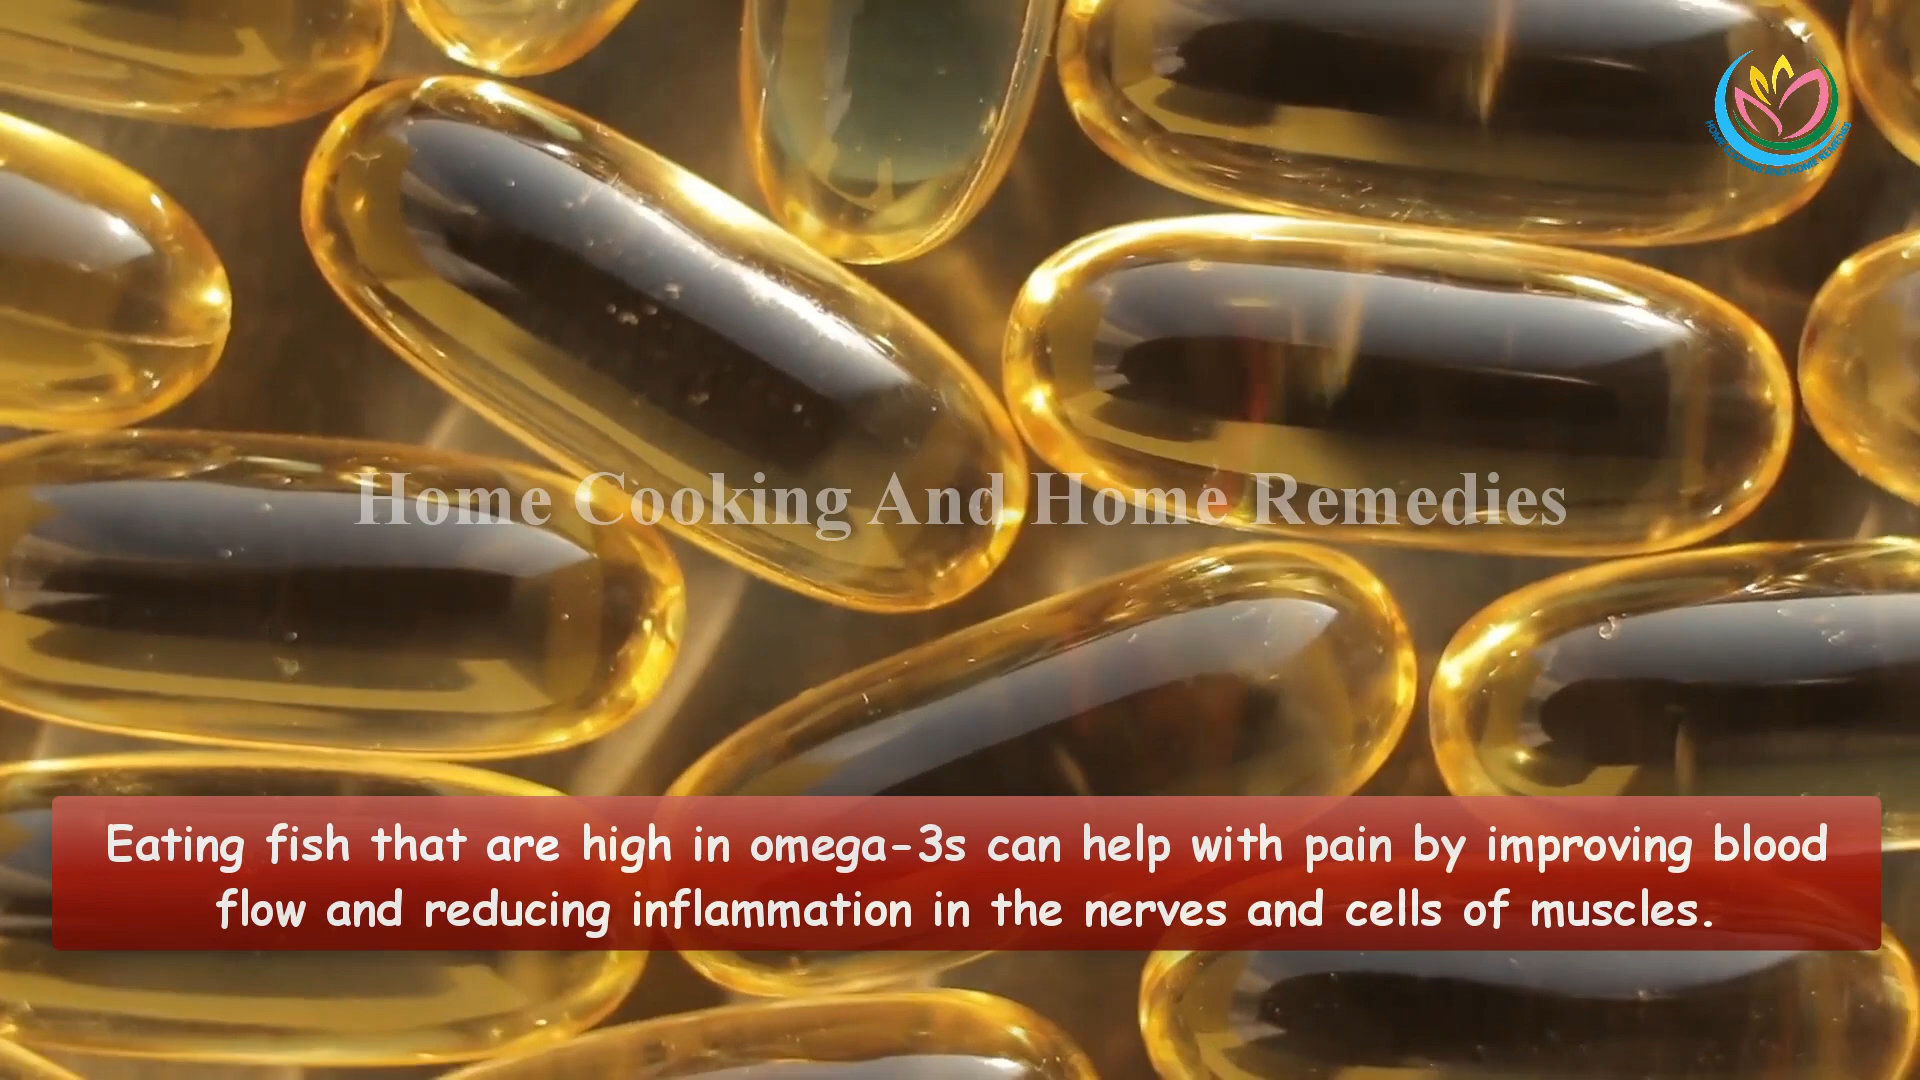 Home Cooking And Home Remedies
Eating fish that are high in omega-3s can help with pain by improving blood
flow and reducing inflammation in the nerves and cells of muscles.